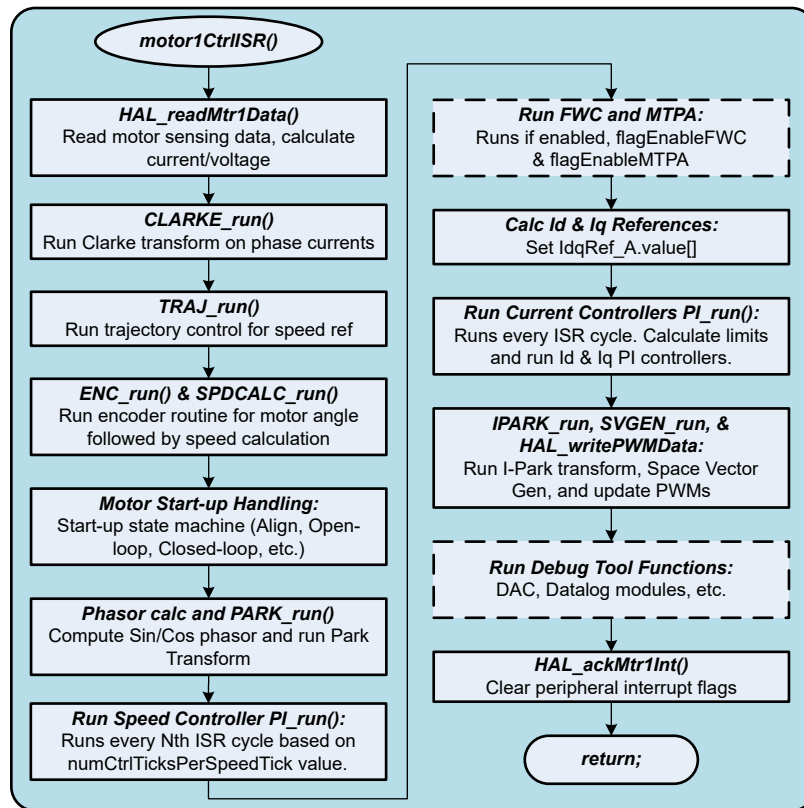 motor1CtrlISR()
HAL_readMtr1Data()
Read motor sensing data, calculate
current/voltage
CLARKE_run()
Run Clarke transform on phase currents
TRAJ_run()
Run trajectory control for speed ref
ENC_run() & SPDCALC_run()
Run encoder routine for motor angle
followed by speed calculation
Motor Start-up Handling:
Start-up state machine (Align, Open-
loop, Closed-loop, etc.)
Phasor calc and PARK_run()
Compute Sin/Cos phasor and run Park
Transform
Run Speed Controller PI_run():
Runs every Nth ISR cycle based on
numCtrlTicksPerSpeedTick value.
Run FWC and MTPA:
Runs if enabled, flagEnableFWC
& flagEnableMTPA
Calc Id & Iq References:
Set IdqRef_A.value[]
Run Current Controllers PI_run():
Runs every ISR cycle. Calculate limits
and run Id & Iq PI controllers.
IPARK_run, SVGEN_run, &
HAL_writePWMData:
Run I-Park transform, Space Vector
Gen, and update PWMs
Run Debug Tool Functions:
DAC, Datalog modules, etc.
HAL_ackMtr1Int()
Clear peripheral interrupt flags
return;